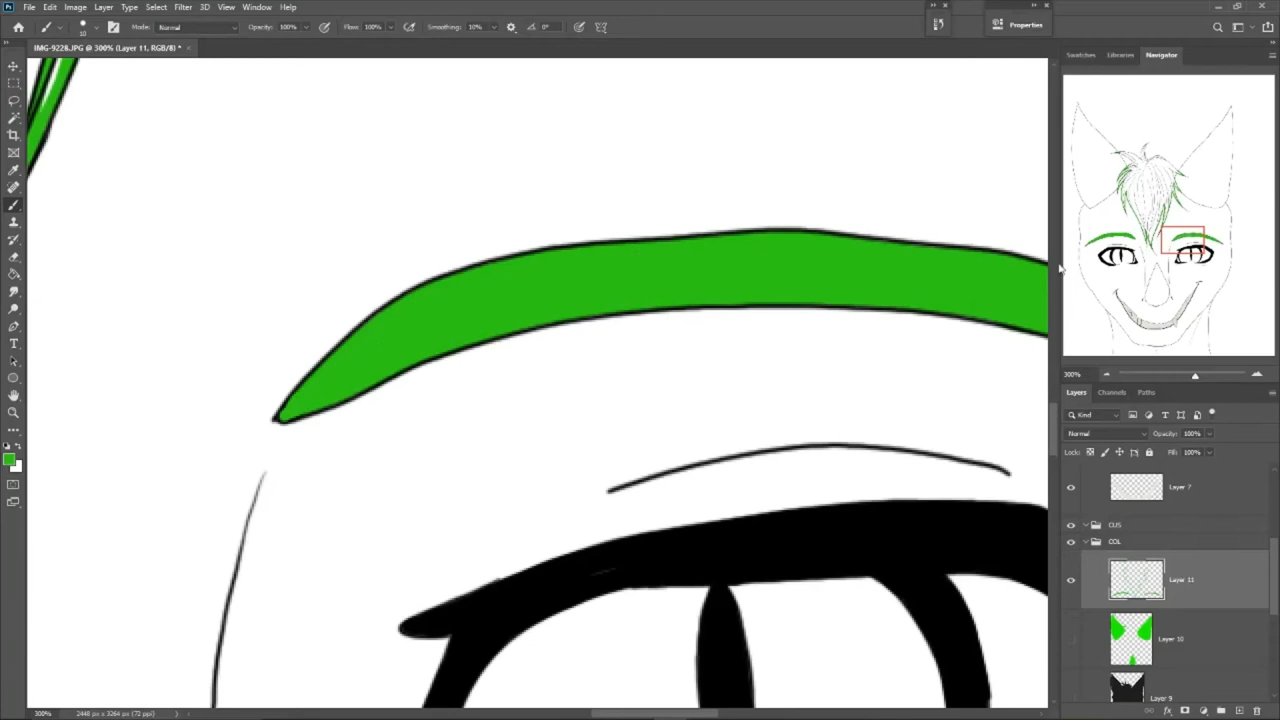 File Edit Image Layer Type Select Filter 3D View Window Help
10 Mode: Normal Opacity: 100% Flow: 100% Smoothing: 10% 0° Properties
IMG-9228.JPG @ 300% (Layer 11, RGB/8) *
Swatches Libraries Navigator
300%
Layers Channels Paths
Kind
Normal Opacity: 100%
Lock: Fill: 100%
Layer 7
CUS
COL
Layer 11
Layer 10
Layer 9
300% 2448 px x 3264 px (72 ppi)